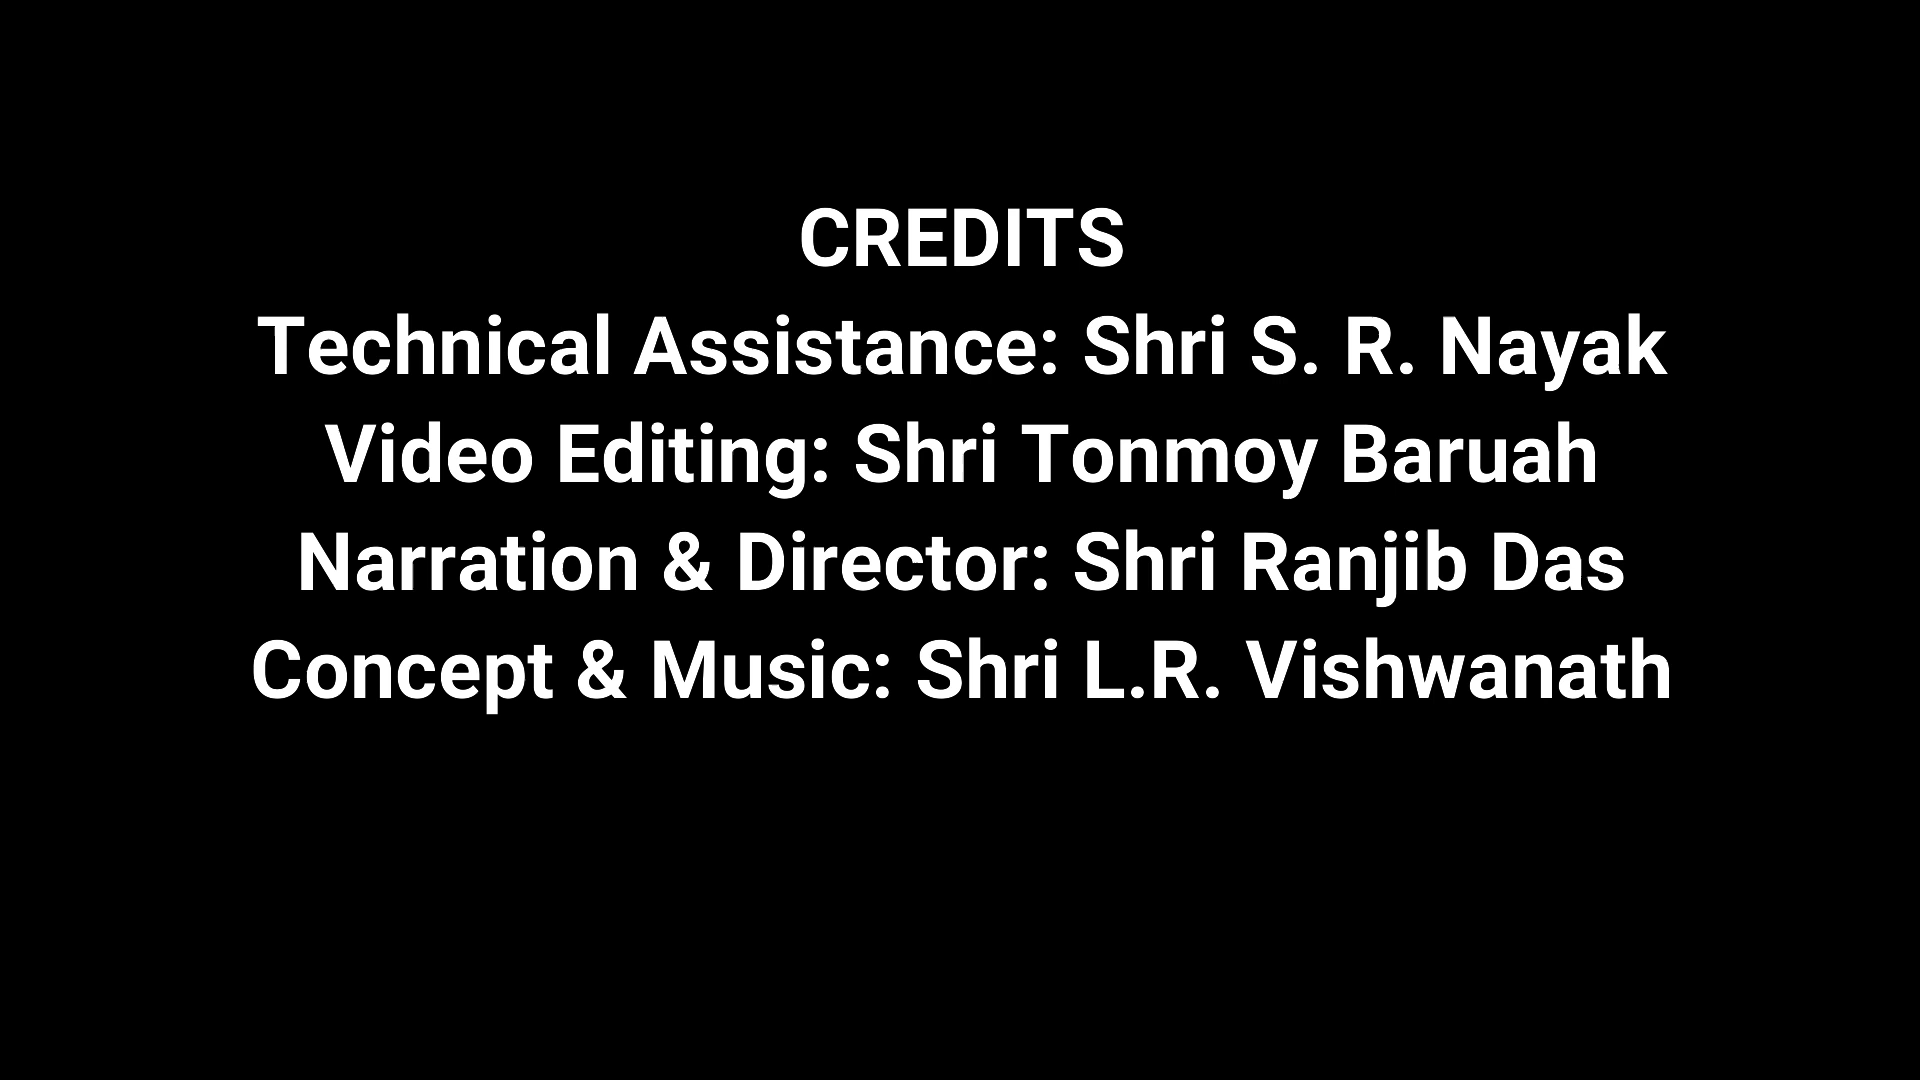 CREDITS
Technical Assistance: Shri S. R. Nayak
Video Editing: Shri Tonmoy Baruah
Narration & Director: Shri Ranjib Das
Concept & Music: Shri L.R. Vishwanath